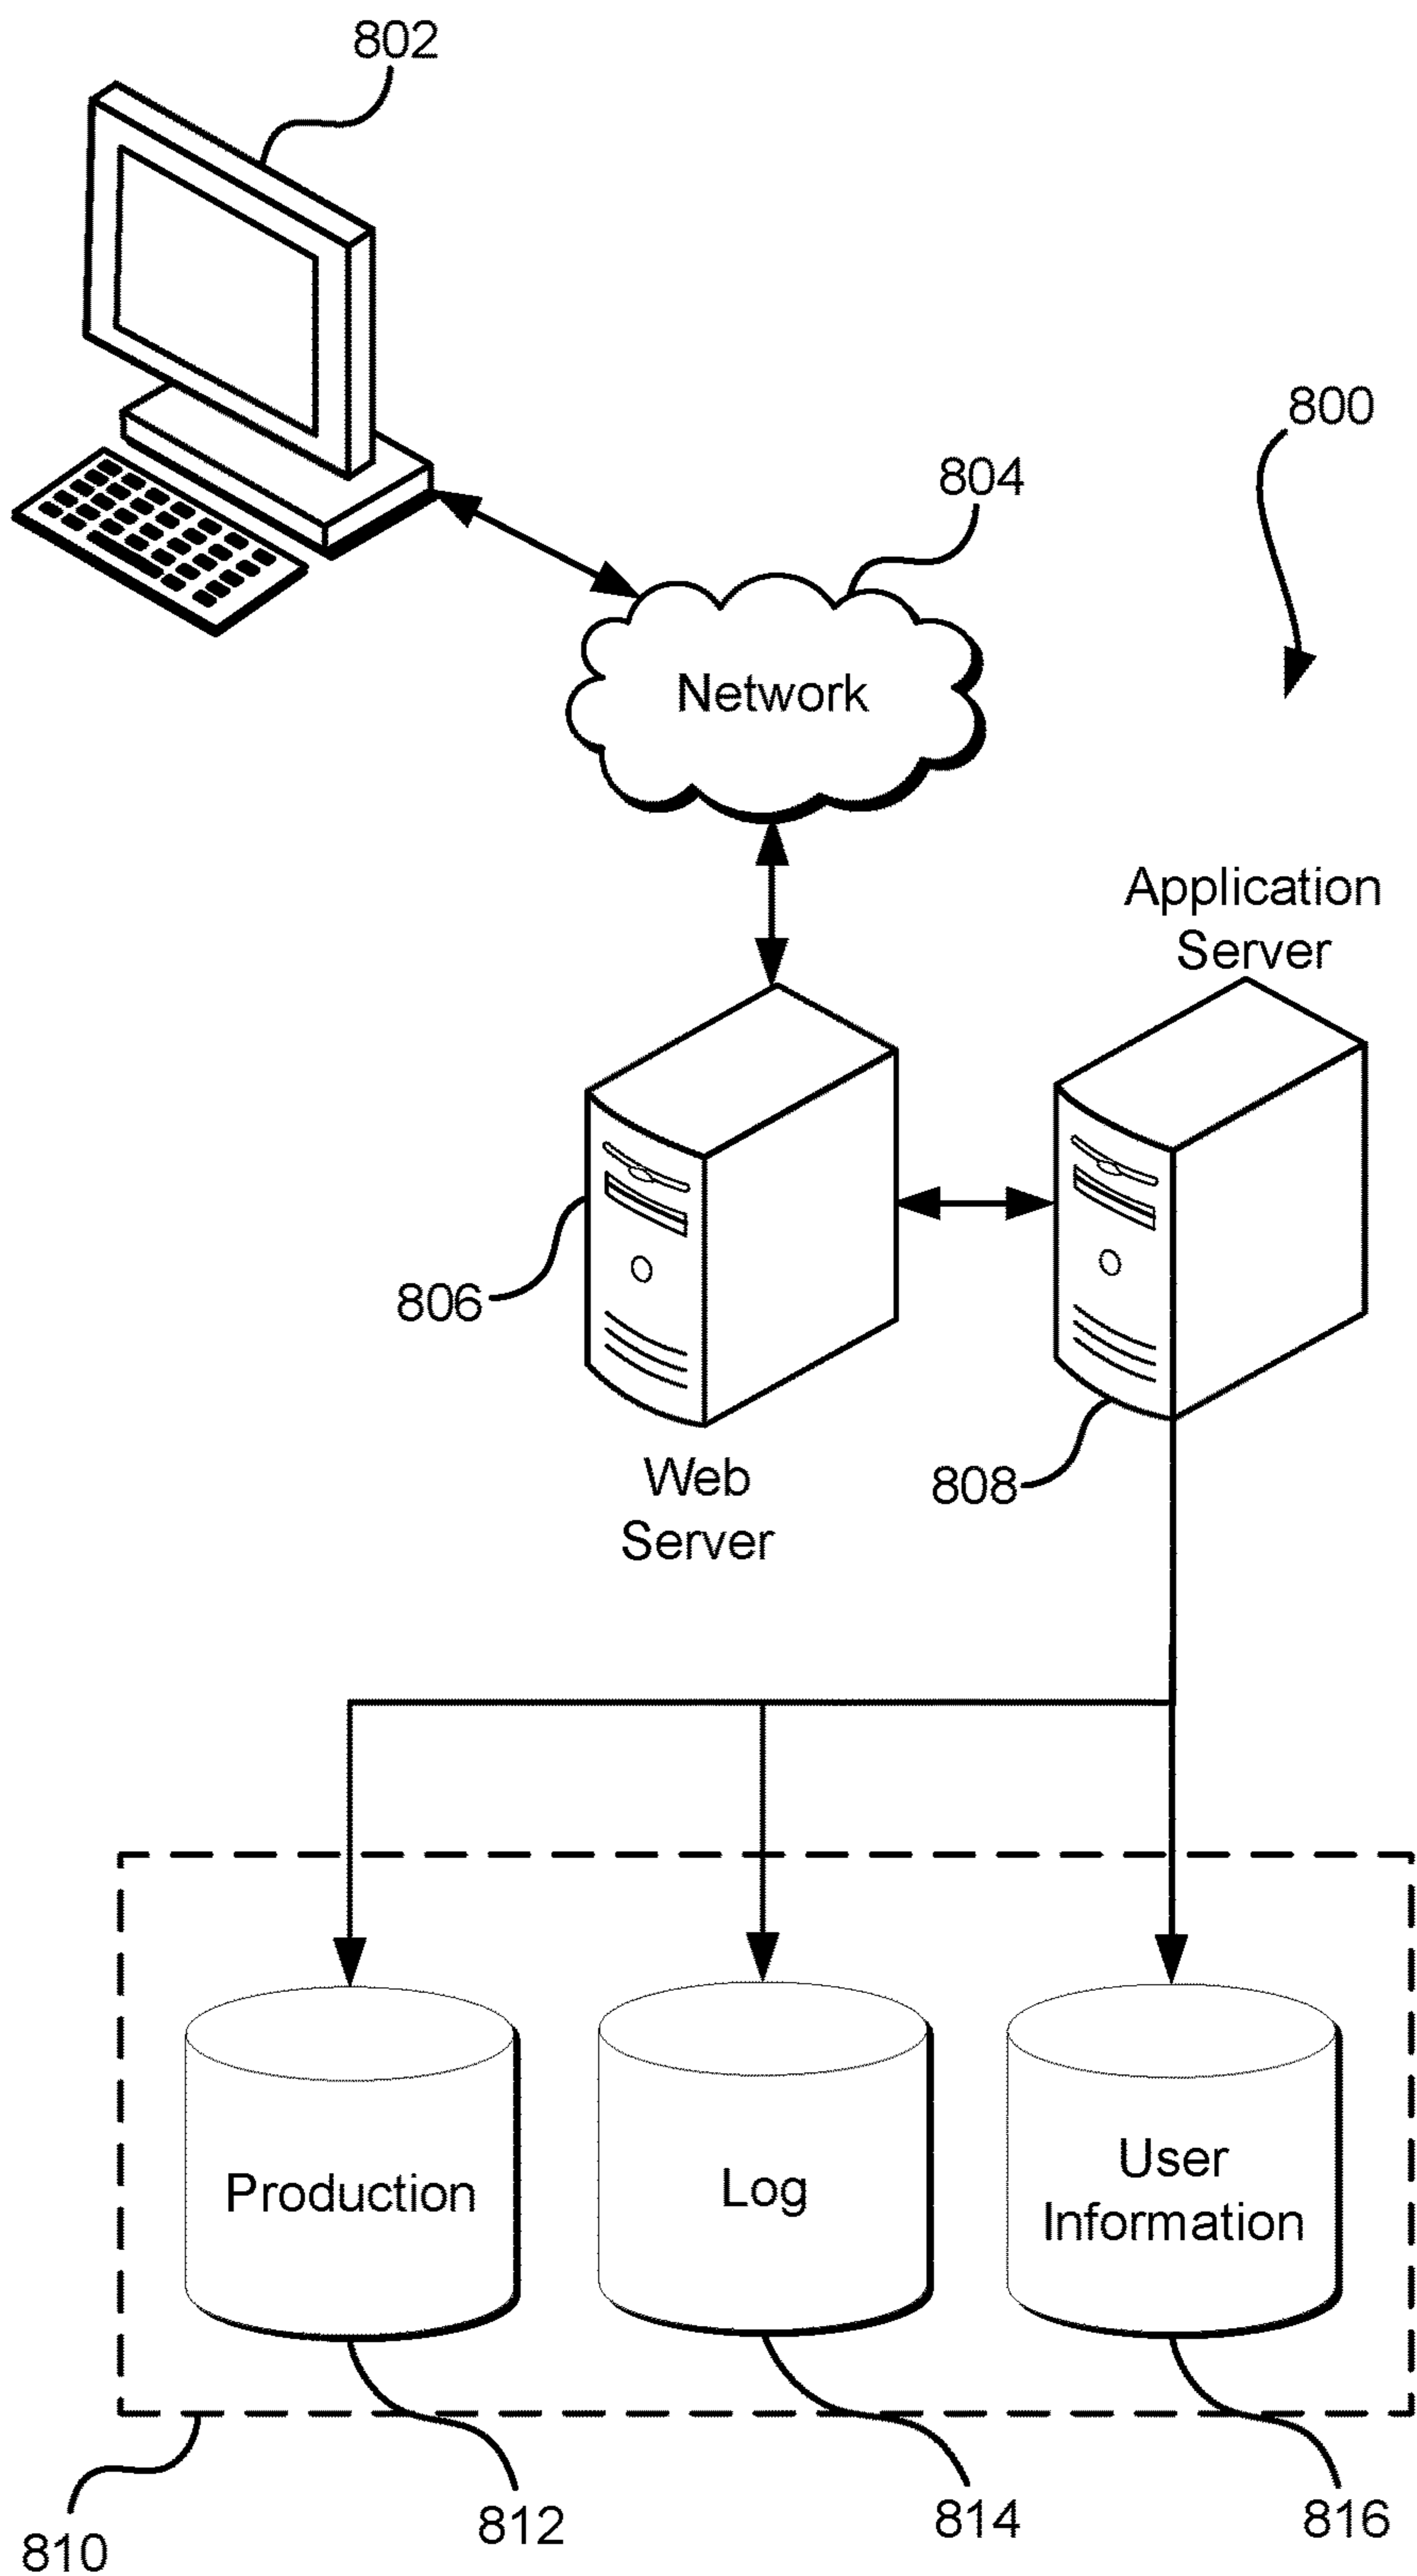 802
800
804
Network
Application
Server
806
808
Web
Server
Production
Log
User
Information
810
812
814
816